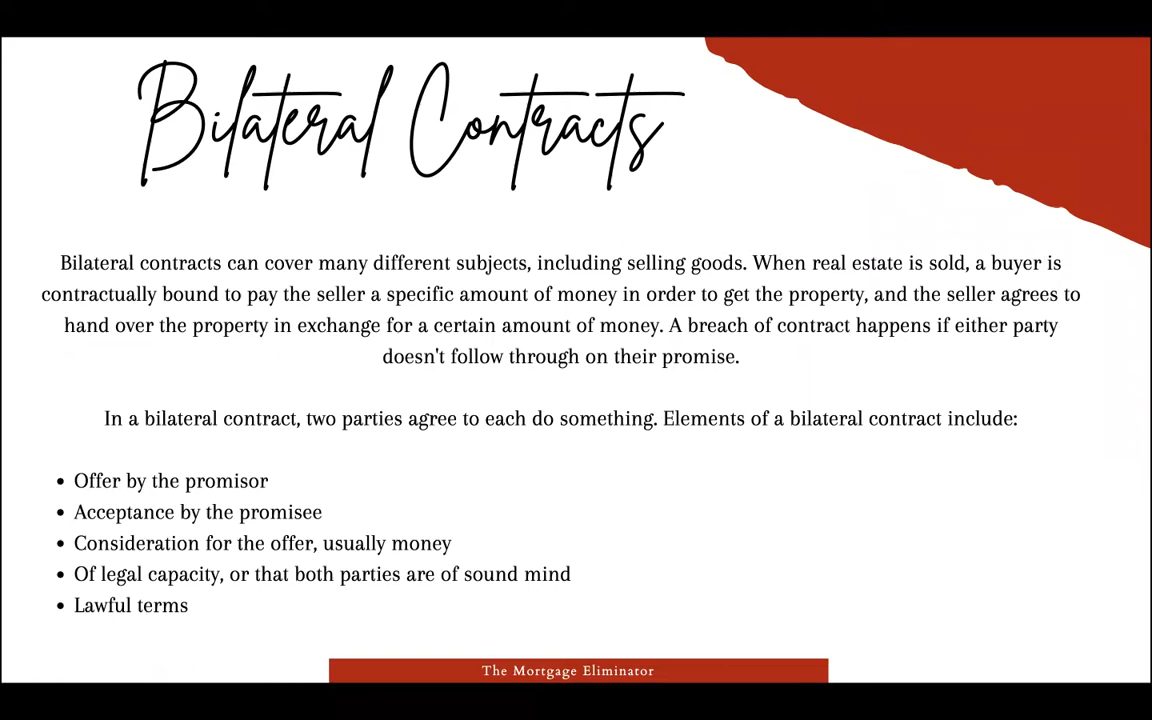 Bilateral Contracts
Bilateral contracts can cover many different subjects, including selling goods. When real estate is sold, a buyer is
contractually bound to pay the seller a specific amount of money in order to get the property, and the seller agrees to
hand over the property in exchange for a certain amount of money. A breach of contract happens if either party
doesn't follow through on their promise.
In a bilateral contract, two parties agree to each do something. Elements of a bilateral contract include:
• Offer by the promisor
• Acceptance by the promisee
• Consideration for the offer, usually money
• Of legal capacity, or that both parties are of sound mind
• Lawful terms
The Mortgage Eliminator